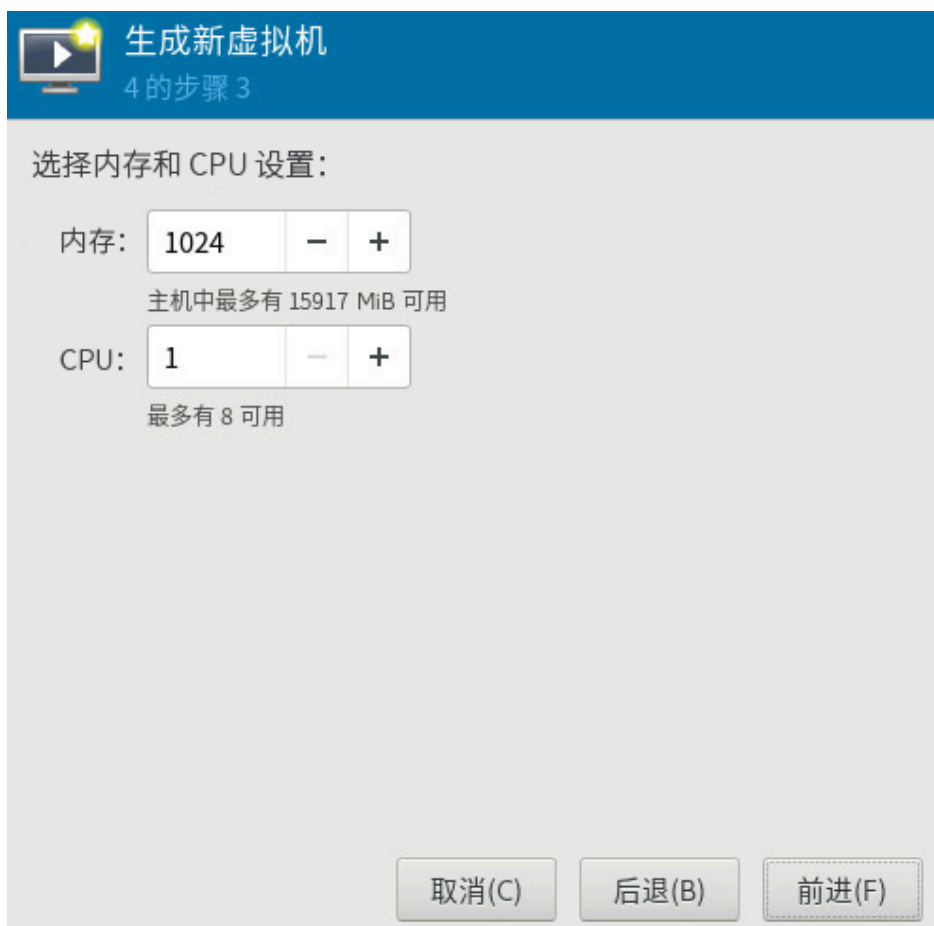 生成新虚拟机
4 的步骤 3
选择内存和 CPU 设置：
内存： 1024 − +
主机中最多有 15917 MiB 可用
CPU： 1 − +
最多有 8 可用
取消(C) 后退(B) 前进(F)